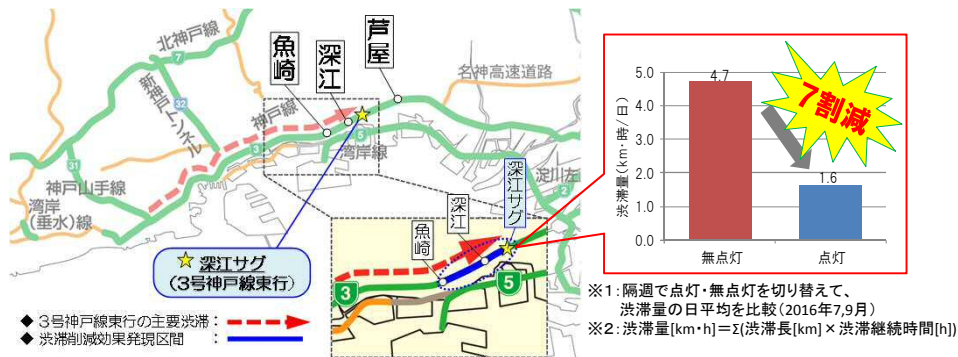 北神戸線
7
新神戸トンネル
32
魚崎
深江
芦屋
名神高速道路
神戸線
3
5
湾岸線
31
神戸山手線
湾岸
(垂水)線
淀川左
2
☆ 深江サグ
(3号神戸線東行)
魚崎
深江
深江サグ
3
5
◆ 3号神戸線東行の主要渋滞:
◆ 渋滞削減効果発現区間 :
渋滞量(km・時/日)
5.0
4.0
3.0
2.0
1.0
0.0
4.7
1.6
7割減
無点灯
点灯
※1:隔週で点灯・無点灯を切り替えて、
渋滞量の日平均を比較(2016年7,9月)
※2:渋滞量[km・h]=Σ(渋滞長[km]×渋滞継続時間[h])